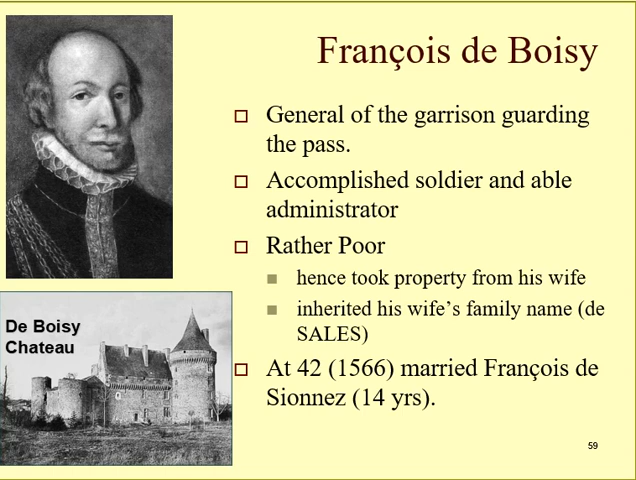 François de Boisy
General of the garrison guarding
the pass.
Accomplished soldier and able
administrator
Rather Poor
hence took property from his wife
inherited his wife’s family name (de
SALES)
At 42 (1566) married François de
Sionnez (14 yrs).
De Boisy
Chateau
59